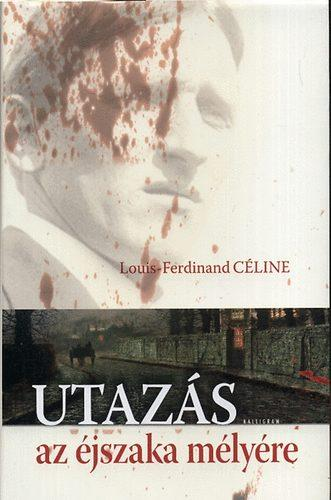 Louis-Ferdinand CÉLINE
UTAZÁS
KALLIGRAM
az éjszaka mélyére